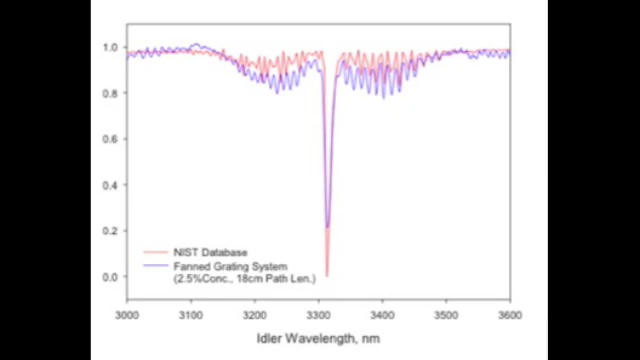 1.0
0.8
0.6
0.4
0.2
0.0
NIST Database
Fanned Grating System
(2.5%Conc., 18cm Path Len.)
3000 3100 3200 3300 3400 3500 3600
Idler Wavelength, nm